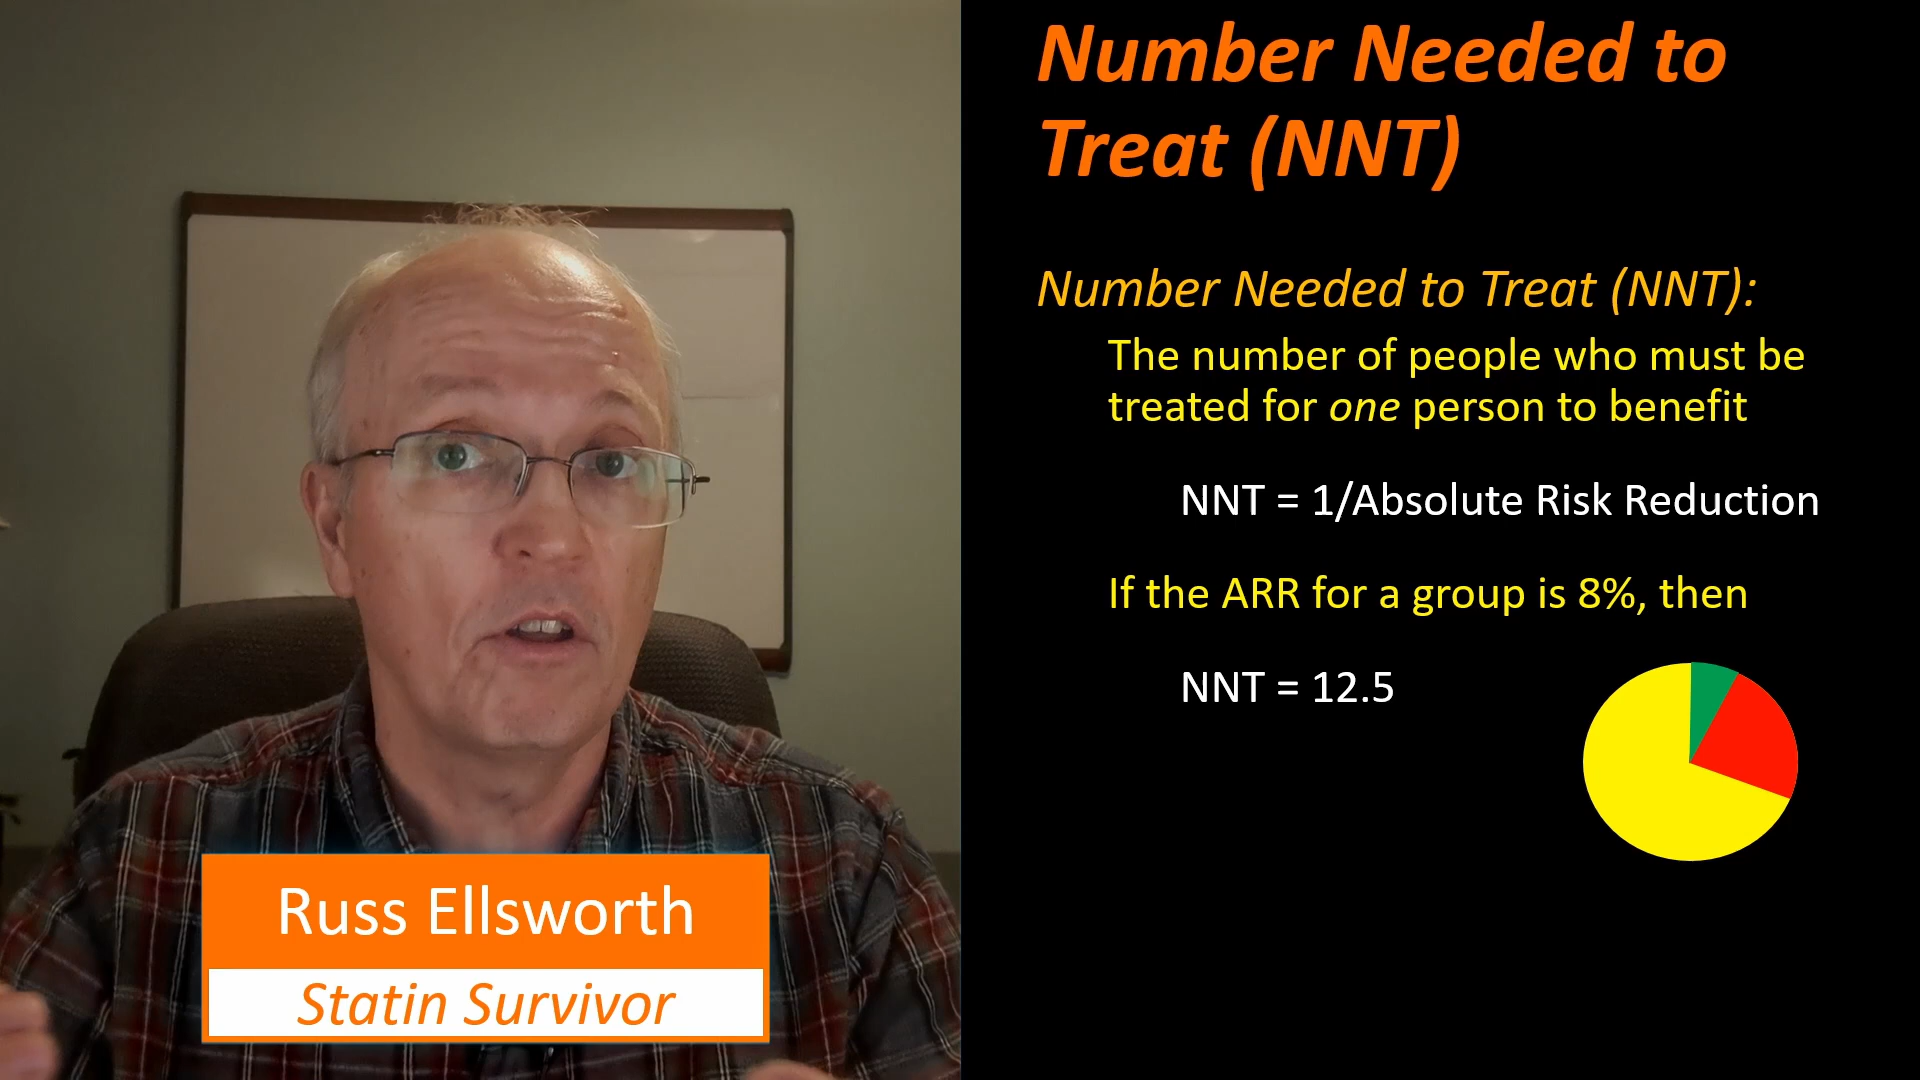 Number Needed to
Treat (NNT)
Number Needed to Treat (NNT):
The number of people who must be
treated for one person to benefit
NNT = 1/Absolute Risk Reduction
If the ARR for a group is 8%, then
NNT = 12.5
Russ Ellsworth
Statin Survivor